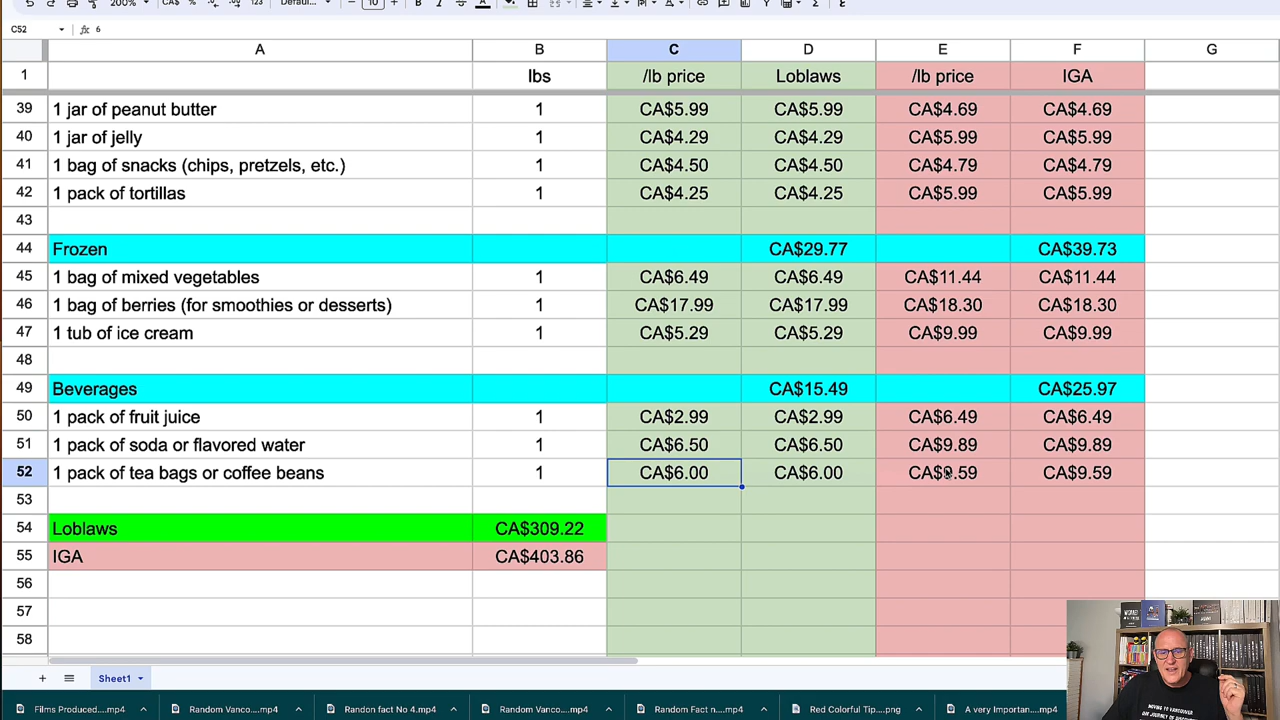 200% CA$ % .0 .00 123 Defaul... 10 B I A
C52 fx 6
A B C D E F G
1 lbs /lb price Loblaws /lb price IGA
39 1 jar of peanut butter 1 CA$5.99 CA$5.99 CA$4.69 CA$4.69
40 1 jar of jelly 1 CA$4.29 CA$4.29 CA$5.99 CA$5.99
41 1 bag of snacks (chips, pretzels, etc.) 1 CA$4.50 CA$4.50 CA$4.79 CA$4.79
42 1 pack of tortillas 1 CA$4.25 CA$4.25 CA$5.99 CA$5.99
43
44 Frozen CA$29.77 CA$39.73
45 1 bag of mixed vegetables 1 CA$6.49 CA$6.49 CA$11.44 CA$11.44
46 1 bag of berries (for smoothies or desserts) 1 CA$17.99 CA$17.99 CA$18.30 CA$18.30
47 1 tub of ice cream 1 CA$5.29 CA$5.29 CA$9.99 CA$9.99
48
49 Beverages CA$15.49 CA$25.97
50 1 pack of fruit juice 1 CA$2.99 CA$2.99 CA$6.49 CA$6.49
51 1 pack of soda or flavored water 1 CA$6.50 CA$6.50 CA$9.89 CA$9.89
52 1 pack of tea bags or coffee beans 1 CA$6.00 CA$6.00 CA$9.59 CA$9.59
53
54 Loblaws CA$309.22
55 IGA CA$403.86
56
57
58
Sheet1
Films Produced....mp4 Random Vanco....mp4 Randon fact No 4.mp4 Random Vanco....mp4 Random Fact n....mp4 Red Colorful Tip....png A very Importan....mp4